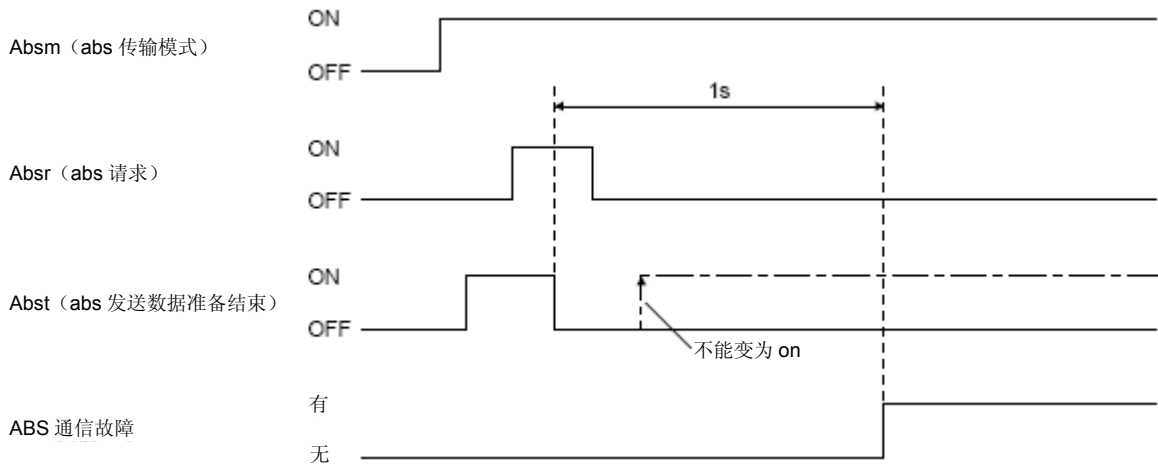 ON
Absm（abs 传输模式）
OFF
1s
ON
Absr（abs 请求）
OFF
ON
Abst（abs 发送数据准备结束）
OFF
不能变为 on
有
ABS 通信故障
无